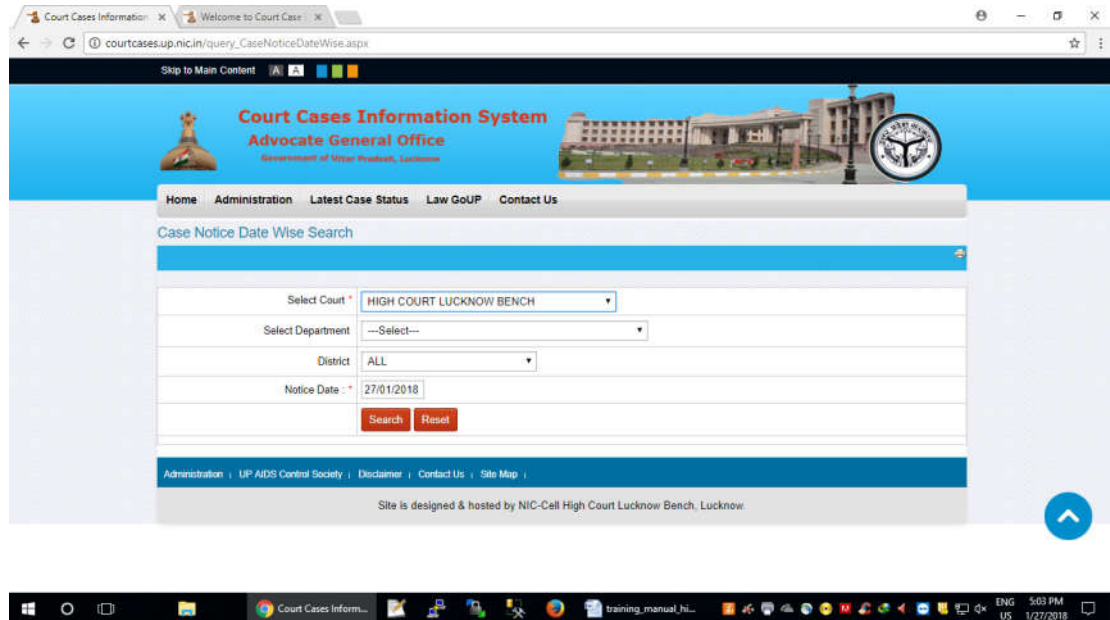 Court Cases Information
Welcome to Court Case
courtcases.up.nic.in/query_CaseNoticeDateWise.aspx
Skip to Main Content A A
Court Cases Information System
Advocate General Office
Government of Uttar Pradesh, Lucknow
Home Administration Latest Case Status Law GoUP Contact Us
Case Notice Date Wise Search
Select Court * HIGH COURT LUCKNOW BENCH
Select Department ---Select---
District ALL
Notice Date : * 27/01/2018
Search Reset
Administration | UP AIDS Control Society | Disclaimer | Contact Us | Site Map |
Site is designed & hosted by NIC-Cell High Court Lucknow Bench, Lucknow.
Court Cases Inform... training_manual_hi... ENG 5:03 PM
US 1/27/2018